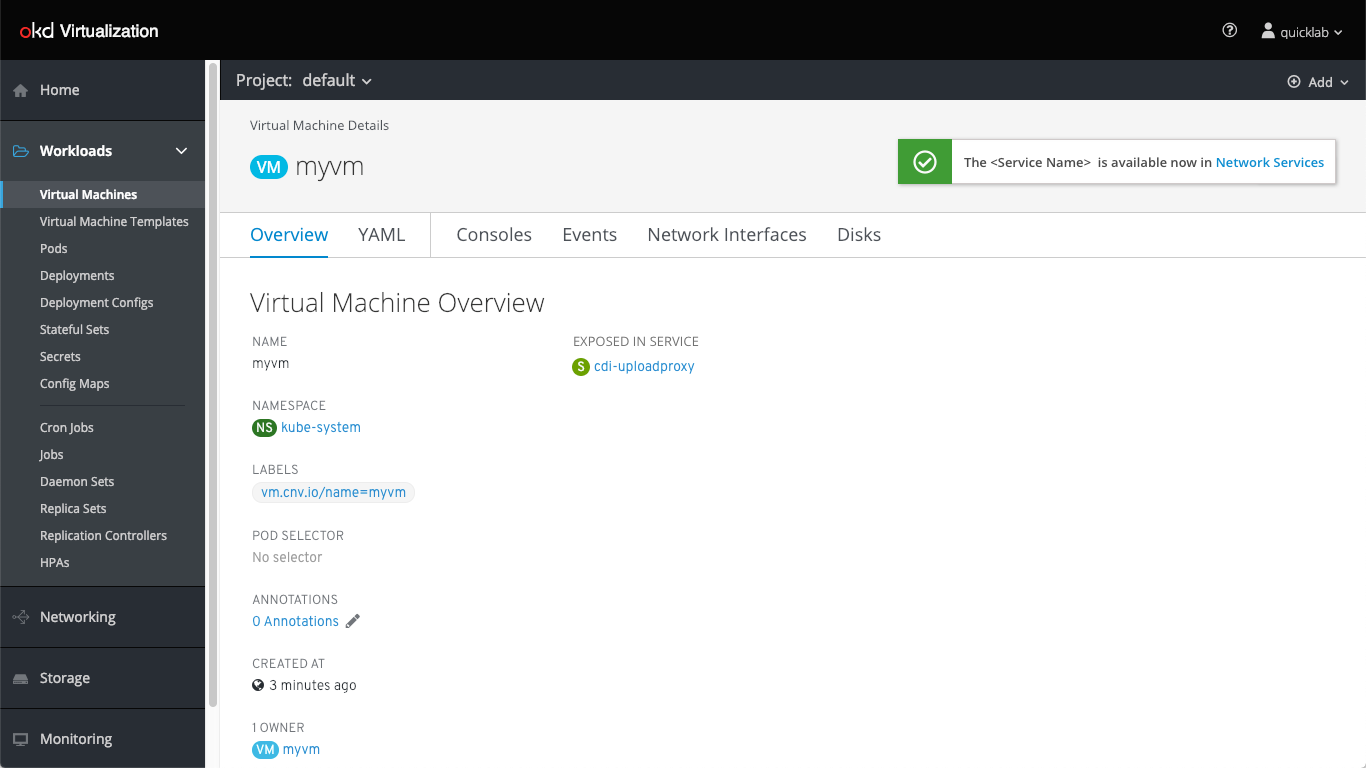 okd Virtualization
quicklab
Home
Workloads
Virtual Machines
Virtual Machine Templates
Pods
Deployments
Deployment Configs
Stateful Sets
Secrets
Config Maps
Cron Jobs
Jobs
Daemon Sets
Replica Sets
Replication Controllers
HPAs
Networking
Storage
Monitoring
Project: default
Add
Virtual Machine Details
VM myvm
The <Service Name> is available now in Network Services
Overview YAML Consoles Events Network Interfaces Disks
Virtual Machine Overview
NAME
myvm
EXPOSED IN SERVICE
S cdi-uploadproxy
NAMESPACE
NS kube-system
LABELS
vm.cnv.io/name=myvm
POD SELECTOR
No selector
ANNOTATIONS
0 Annotations
CREATED AT
3 minutes ago
1 OWNER
VM myvm